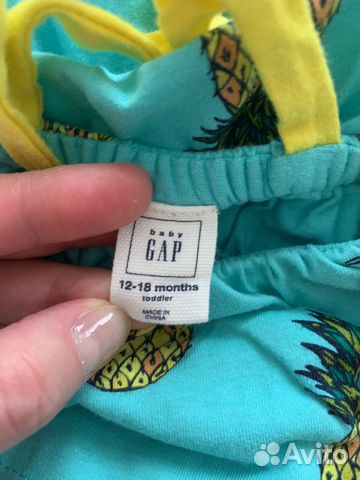 baby
GAP
12-18 months
toddler
MADE IN
CHINA
Avito